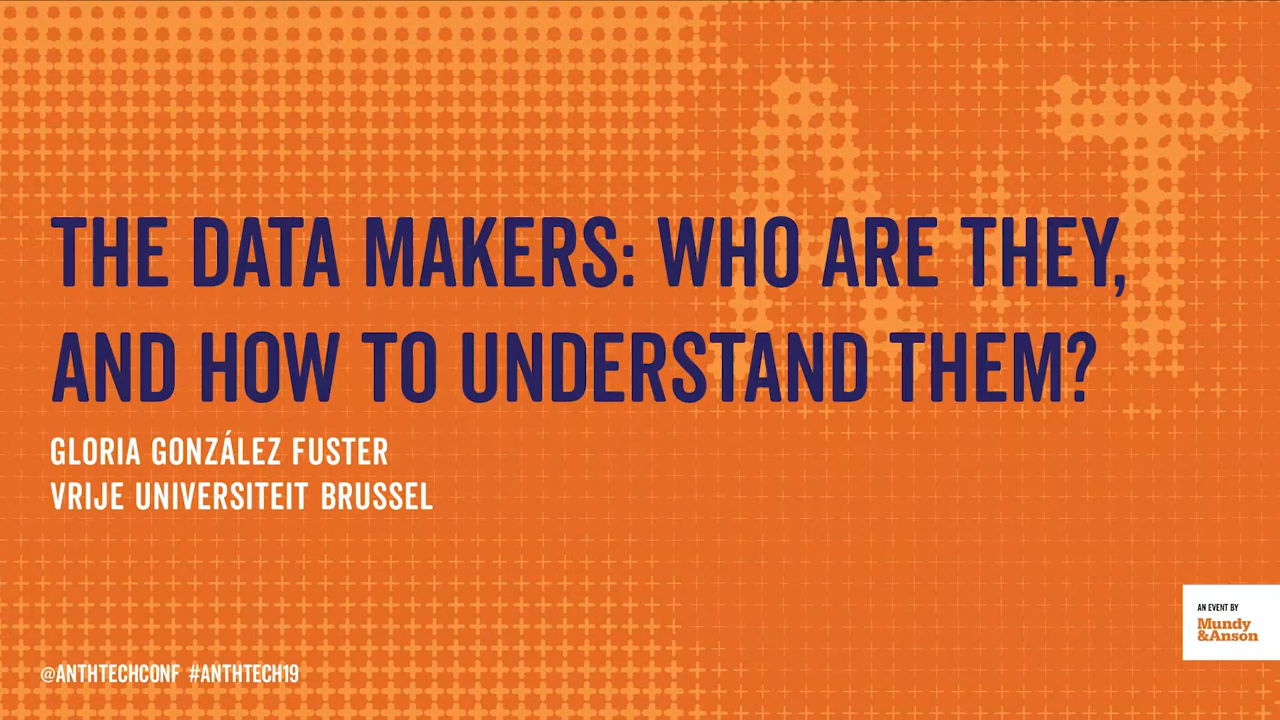 THE DATA MAKERS: WHO ARE THEY,
AND HOW TO UNDERSTAND THEM?
GLORIA GONZÁLEZ FUSTER
VRIJE UNIVERSITEIT BRUSSEL
AN EVENT BY
Mundy
&Anson
@ANTHTECHCONF #ANTHTECH19